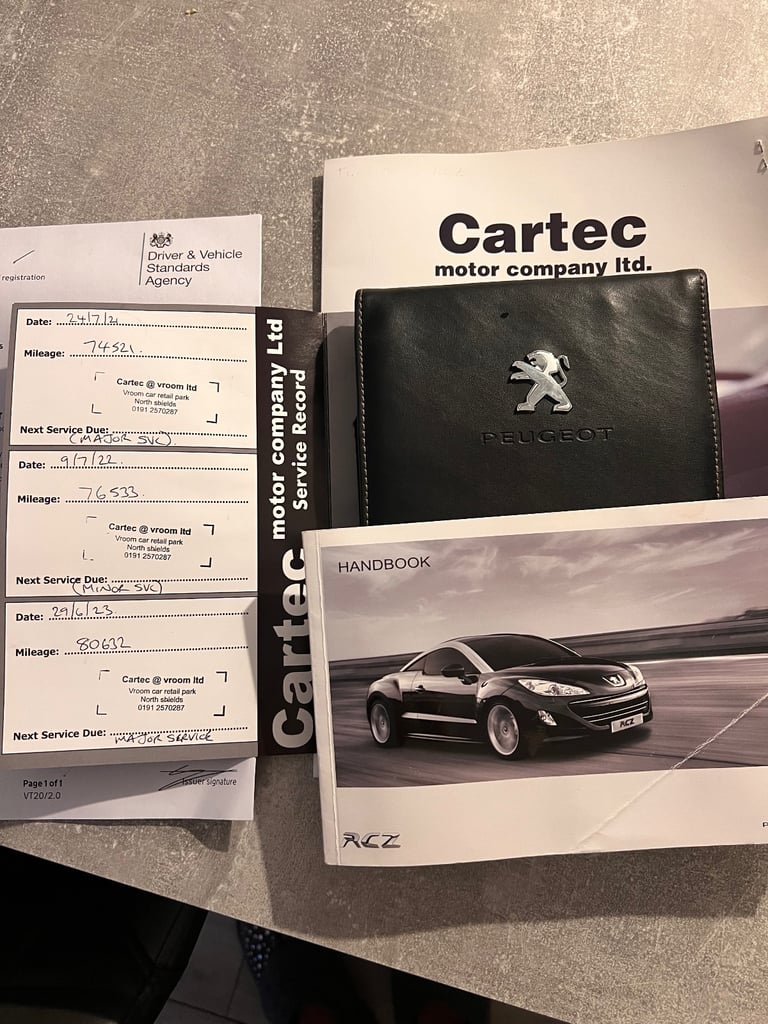 registration
Driver & Vehicle
Standards
Agency
Date: 24/7/21
Mileage: 74521.
Cartec @ vroom ltd
Vroom car retail park
North shields
0191 2570287
Next Service Due:
(MAJOR SVC).
Date: 9/7/22.
Mileage: 76533.
Cartec @ vroom ltd
Vroom car retail park
North shields
0191 2570287
Next Service Due:
(MINOR SVC)
Date: 29/6/23.
Mileage: 80632
Cartec @ vroom ltd
Vroom car retail park
North shields
0191 2570287
Next Service Due: MAJOR SERVICE
Page 1 of 1
VT20/2.0
Issuer signature
Cartec motor company Ltd
Service Record
Cartec
motor company ltd.
PEUGEOT
HANDBOOK
RCZ
RCZ